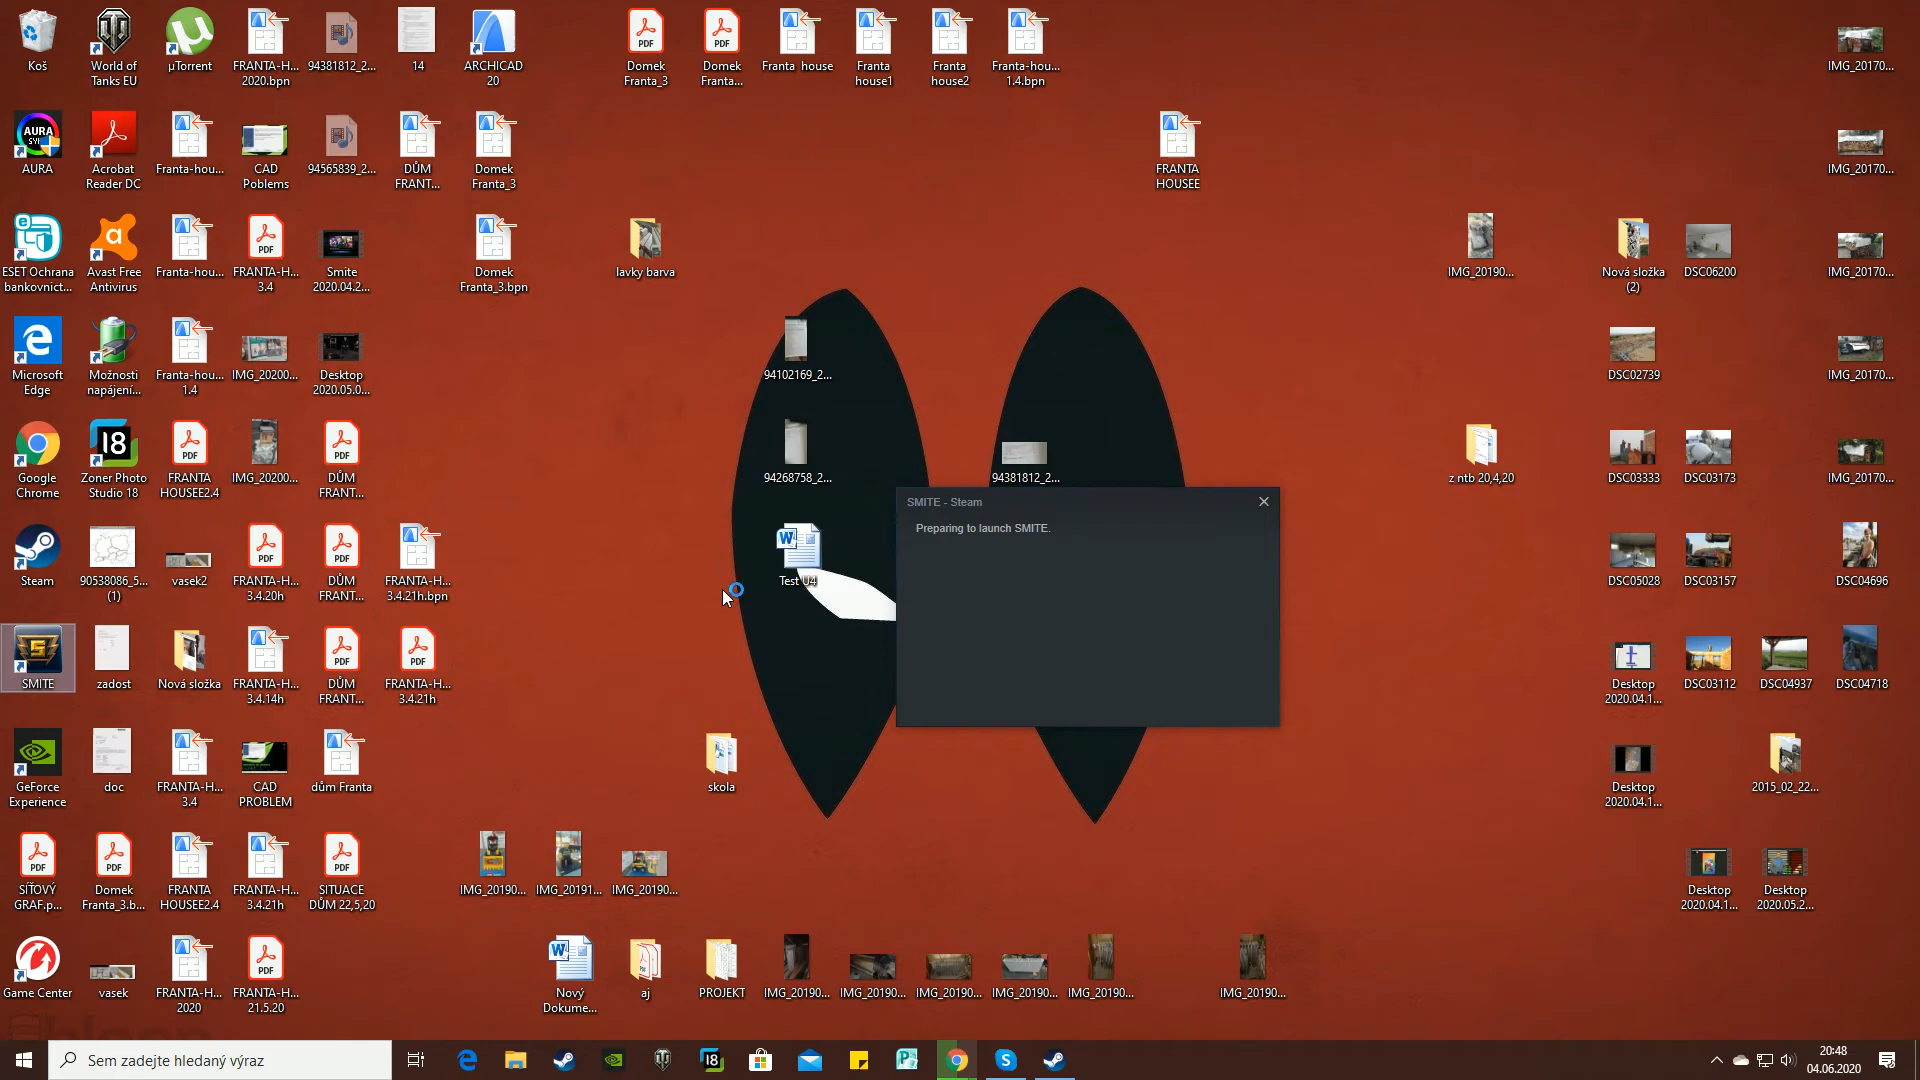 Koš
World of
Tanks EU
µTorrent
FRANTA-H...
2020.bpn
94381812_2...
14
ARCHICAD
20
Domek
Franta_3
Domek
Franta...
Franta house
Franta
house1
Franta
house2
Franta-hou...
1.4.bpn
IMG_20170...
AURA
Acrobat
Reader DC
Franta-hou...
CAD
Poblems
94565839_2...
DŮM
FRANT...
Domek
Franta_3
FRANTA
HOUSEE
IMG_20170...
ESET Ochrana
bankovnict...
Avast Free
Antivirus
Franta-hou...
FRANTA-H...
3.4
Smite
2020.04.2...
Domek
Franta_3.bpn
lavky barva
IMG_20190...
Nová složka
(2)
DSC06200
IMG_20170...
Microsoft
Edge
Možnosti
napájení...
Franta-hou...
1.4
IMG_20200...
Desktop
2020.05.0...
94102169_2...
DSC02739
IMG_20170...
Google
Chrome
Zoner Photo
Studio 18
FRANTA
HOUSEE2.4
IMG_20200...
DŮM
FRANT...
94268758_2...
94381812_2...
z ntb 20,4,20
DSC03333
DSC03173
IMG_20170...
SMITE - Steam
Preparing to launch SMITE.
Steam
90538086_5...
(1)
vasek2
FRANTA-H...
3.4.20h
DŮM
FRANT...
FRANTA-H...
3.4.21h.bpn
Test U4
DSC05028
DSC03157
DSC04696
SMITE
zadost
Nová složka
FRANTA-H...
3.4.14h
DŮM
FRANT...
FRANTA-H...
3.4.21h
Desktop
2020.04.1...
DSC03112
DSC04937
DSC04718
GeForce
Experience
doc
FRANTA-H...
3.4
CAD
PROBLEM
dům Franta
skola
Desktop
2020.04.1...
2015_02_22...
SÍŤOVÝ
GRAF.p...
Domek
Franta_3.b...
FRANTA
HOUSEE2.4
FRANTA-H...
3.4.21h
SITUACE
DŮM 22,5,20
IMG_20190...
IMG_20191...
IMG_20190...
Desktop
2020.04.1...
Desktop
2020.05.2...
Game Center
vasek
FRANTA-H...
2020
FRANTA-H...
21.5.20
Nový
Dokume...
aj
PROJEKT
IMG_20190...
IMG_20190...
IMG_20190...
IMG_20190...
IMG_20190...
IMG_20190...
Sem zadejte hledaný výraz
20:48
04.06.2020